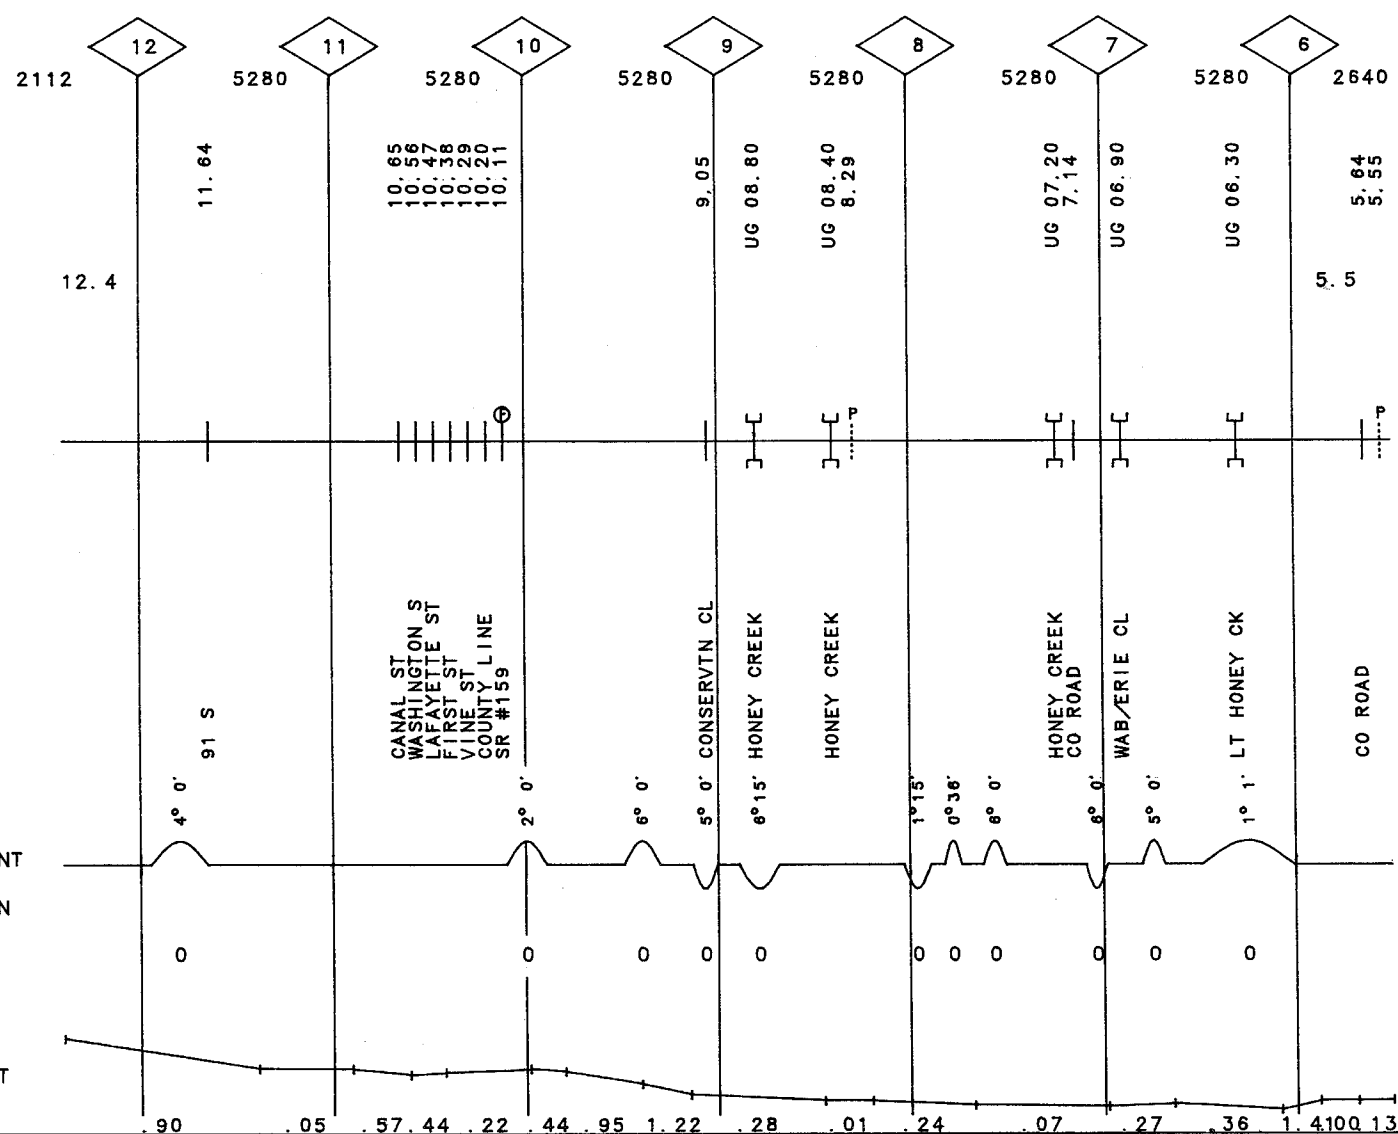 12 11 10 9 8 7 6
2112 5280 5280 5280 5280 5280 5280 2640
11.64
10.65
10.56
10.47
10.38
10.29
10.20
10.11
9.05
UG 08.80
UG 08.40
8.29
UG 07.20
7.14
UG 06.90
UG 06.30
5.64
5.55
12.4 5.5
P P P
91 S
CANAL ST
WASHINGTON S
LAFAYETTE ST
FIRST ST
VINE ST
COUNTY LINE
SR #159
CONSERVTN CL
HONEY CREEK
HONEY CREEK
HONEY CREEK
CO ROAD
WAB/ERIE CL
LT HONEY CK
CO ROAD
4° 0'
2° 0'
6° 0'
5° 0'
6°15'
1°15'
0°36'
6° 0'
6° 0'
5° 0'
1° 1'
NT
N
0 0 0 0 0 0 0 0 0 0 0
T
.90 .05 .57 .44 .22 .44 .95 1.22 .28 .01 .24 .07 .27 .36 .13